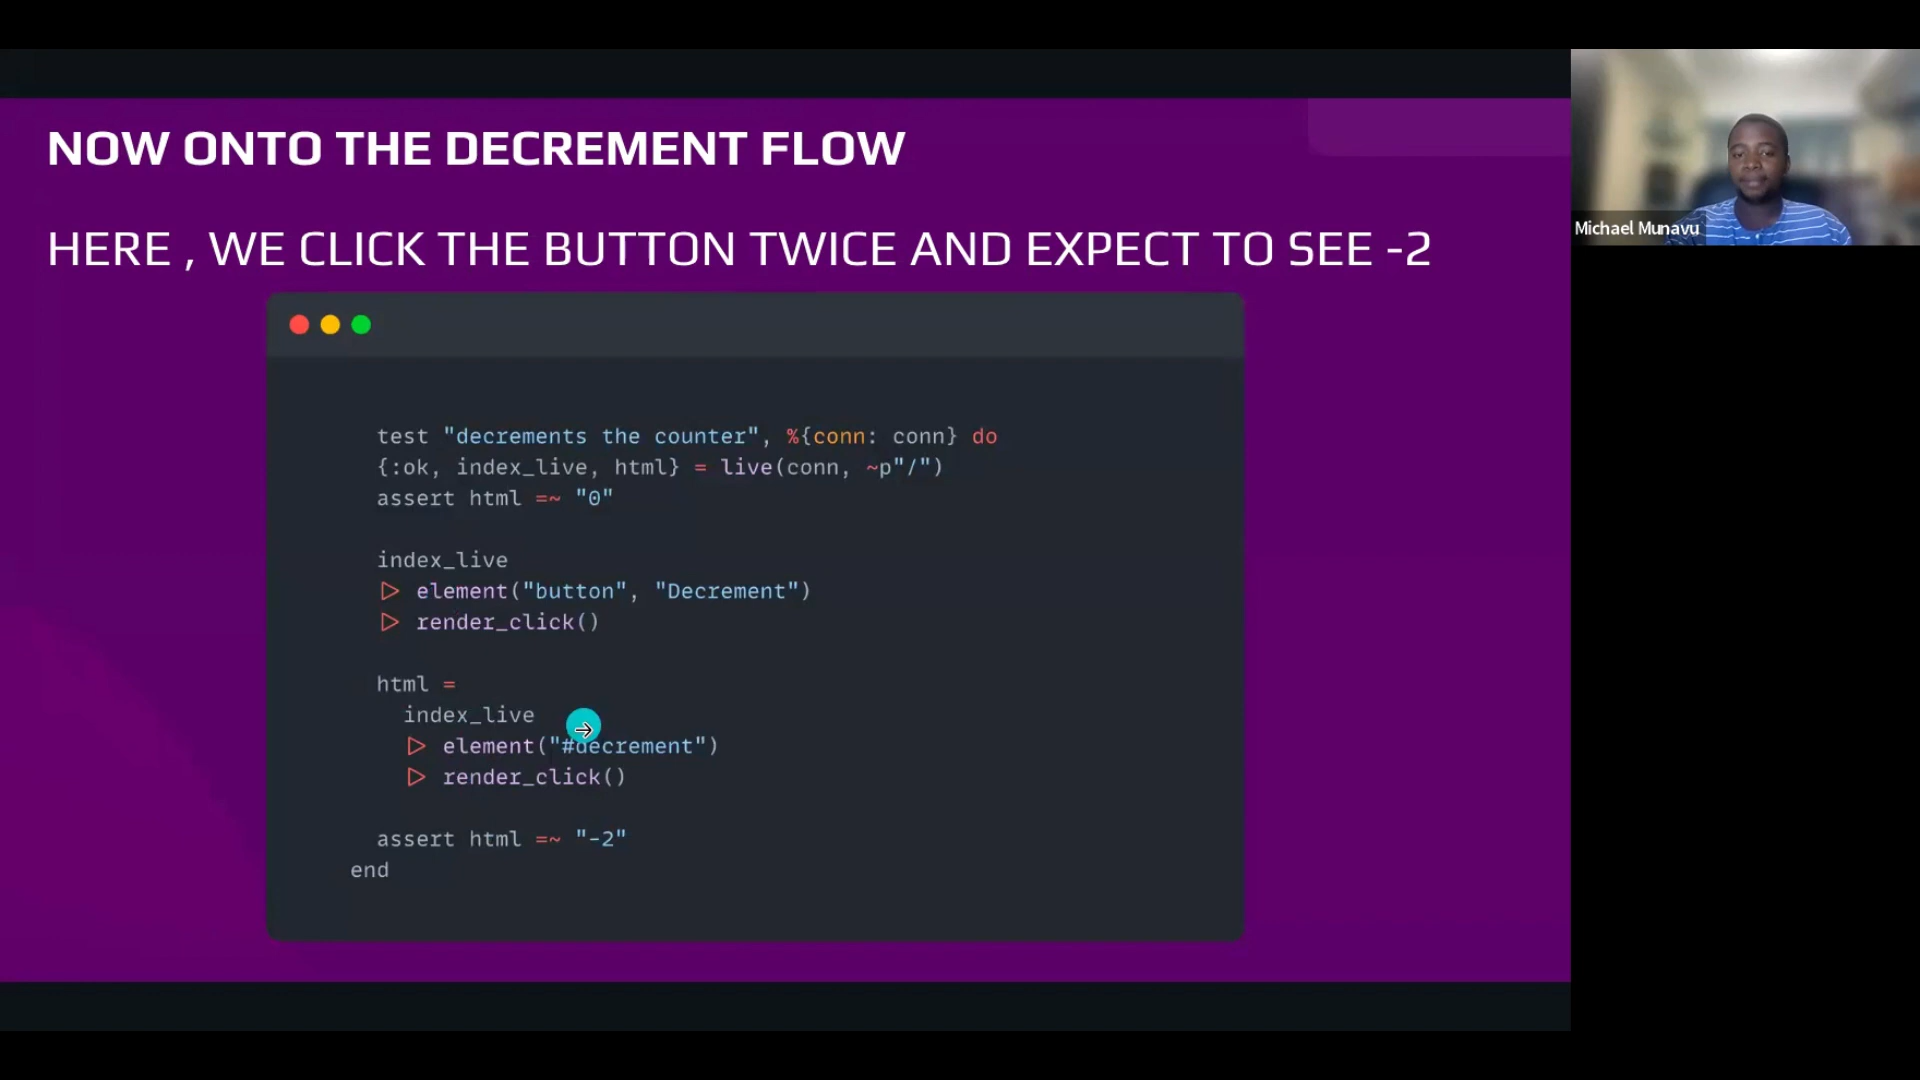 NOW ONTO THE DECREMENT FLOW
HERE , WE CLICK THE BUTTON TWICE AND EXPECT TO SEE -2
test "decrements the counter", %{conn: conn} do
{:ok, index_live, html} = live(conn, ~p"/")
assert html =~ "0"
index_live
|> element("button", "Decrement")
|> render_click()
html =
index_live
|> element("#decrement")
|> render_click()
assert html =~ "-2"
end
Michael Munavu